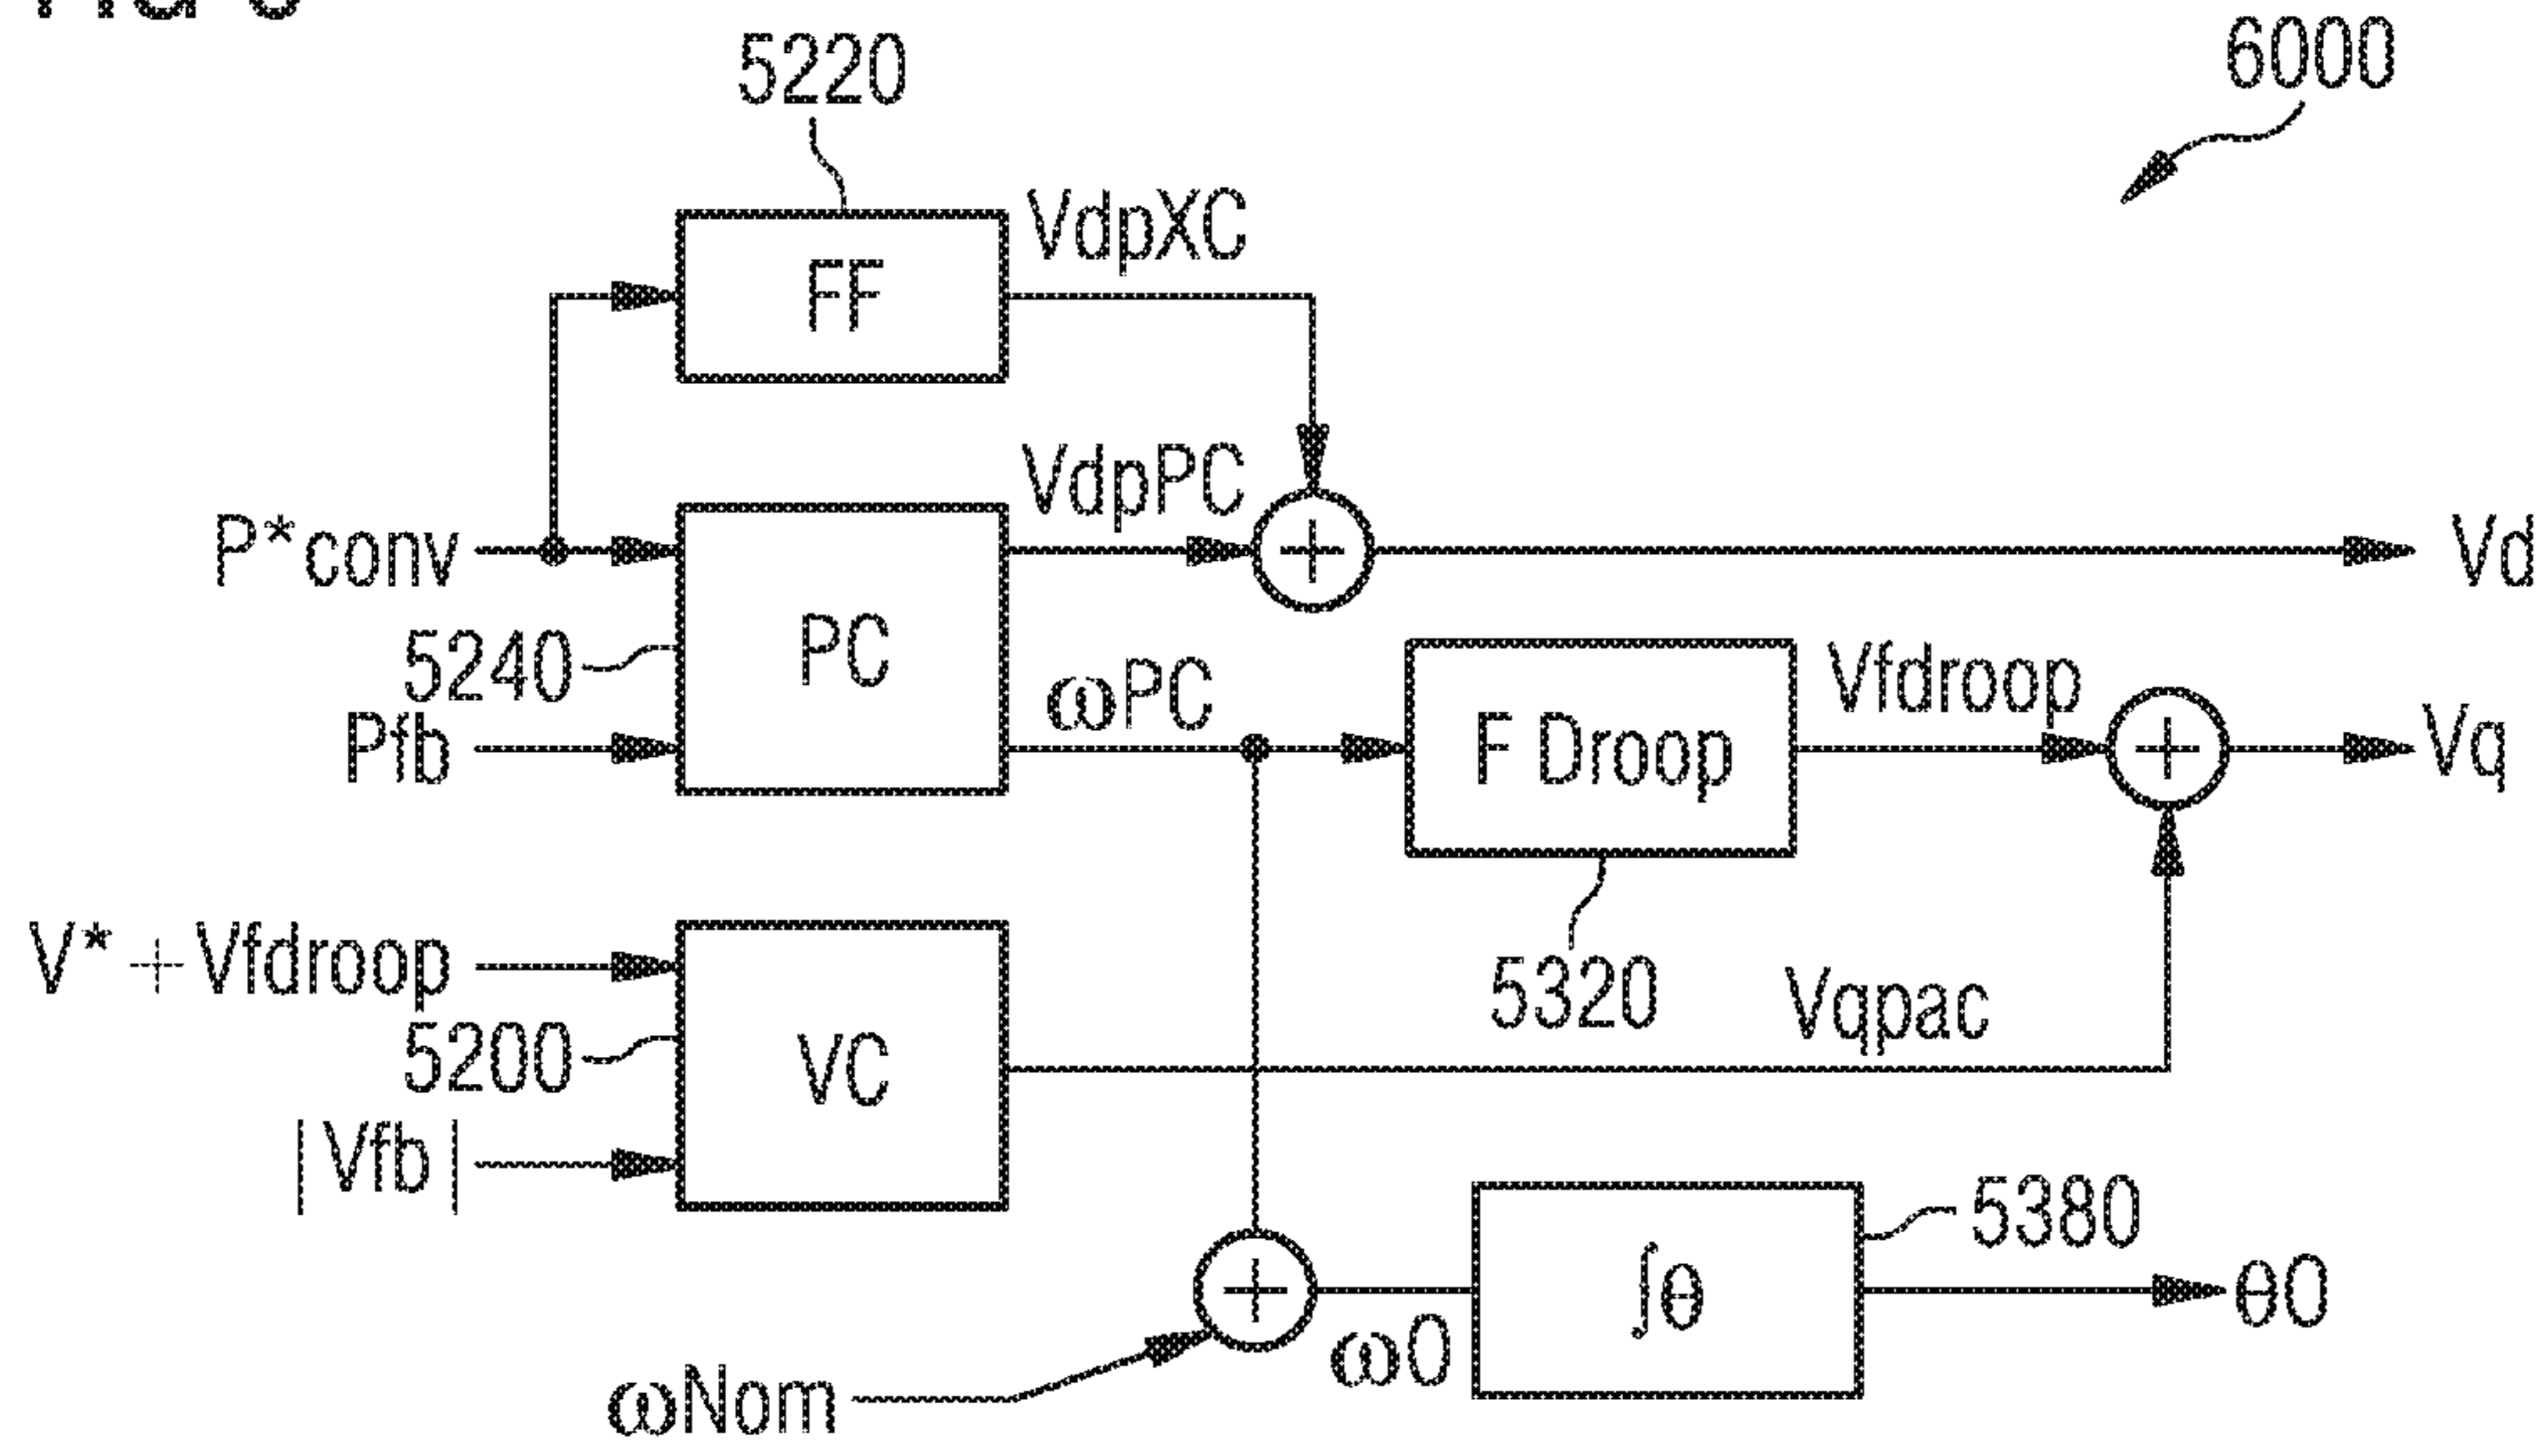 5220
6000
VdpXC
FF
VdpPC
P*conv
Vd
5240
PC
ωPC
Vfdroop
Pfb
F Droop
Vq
V* + Vfdroop
5320
Vqpac
5200
VC
|Vfb|
5380
∫θ
θ0
ω0
ωNom